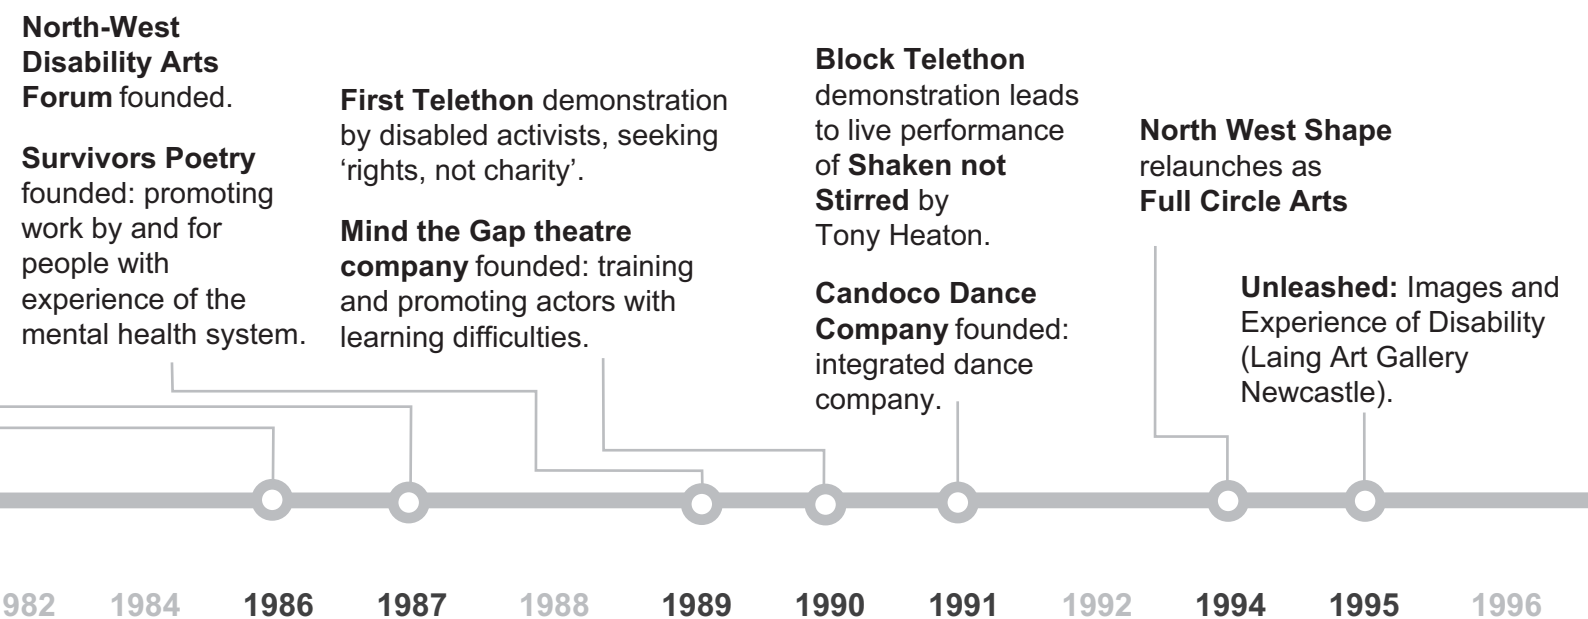 North-West
Disability Arts
Forum founded.
Survivors Poetry
founded: promoting
work by and for
people with
experience of the
mental health system.
First Telethon demonstration
by disabled activists, seeking
‘rights, not charity’.
Mind the Gap theatre
company founded: training
and promoting actors with
learning difficulties.
Block Telethon
demonstration leads
to live performance
of Shaken not
Stirred by
Tony Heaton.
Candoco Dance
Company founded:
integrated dance
company.
North West Shape
relaunches as
Full Circle Arts
Unleashed: Images and
Experience of Disability
(Laing Art Gallery
Newcastle).
982 1984 1986 1987 1988 1989 1990 1991 1992 1994 1995 1996